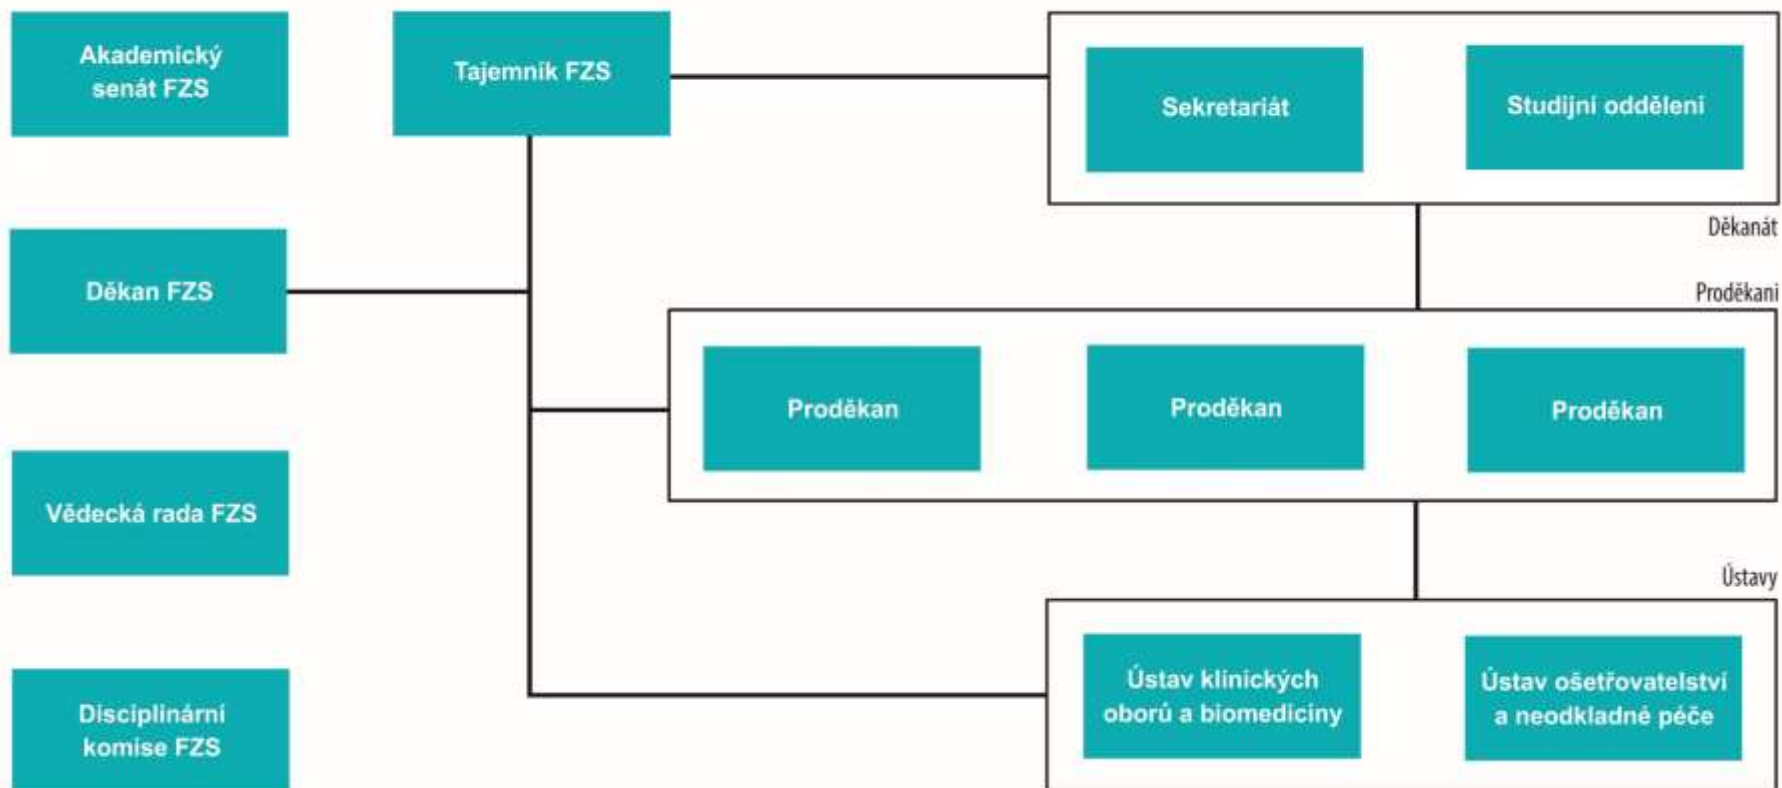 Akademický
senát FZS
Tajemník FZS
Sekretariát
Studijní oddělení
Děkanát
Děkan FZS
Proděkani
Proděkan
Proděkan
Proděkan
Vědecká rada FZS
Ústavy
Ústav klinických
oborů a biomediciny
Ústav ošetřovatelství
a neodkladné péče
Disciplinární
komise FZS